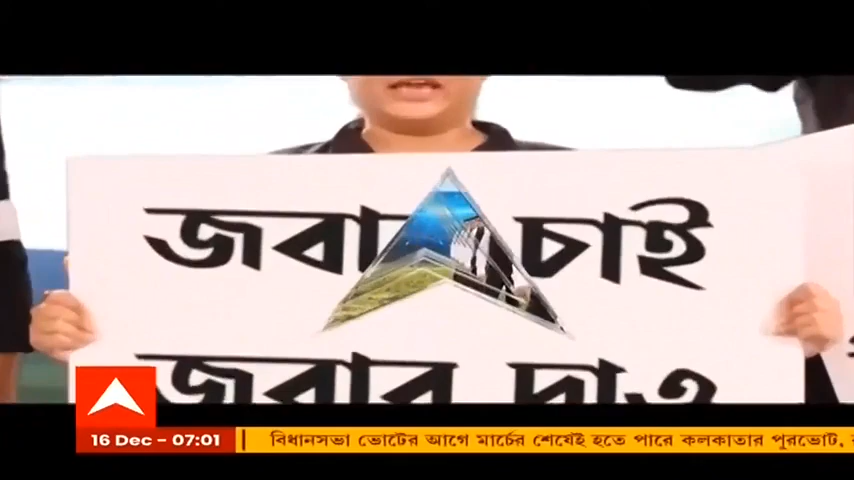 জবাব চাই
জবাব দাও
16 Dec – 07:01
বিধানসভা ভোটের আগে মার্চের শেষেই হতে পারে কলকাতার পুরভোট,